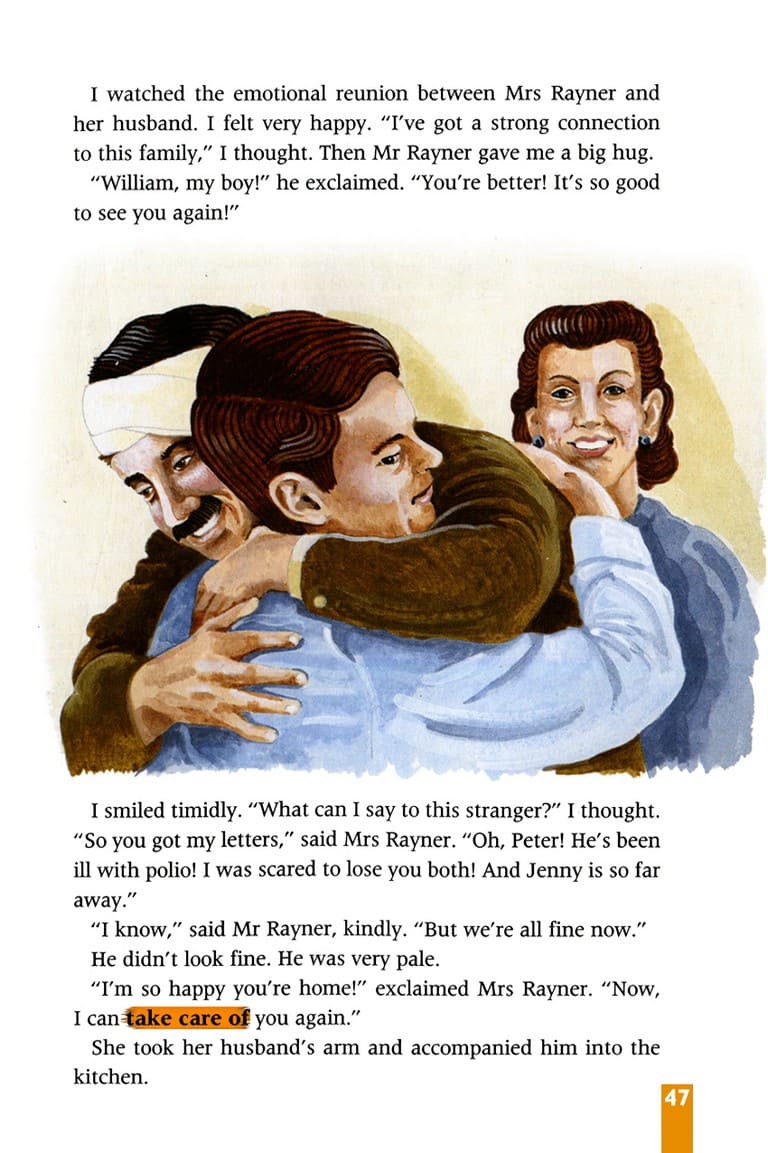 I watched the emotional reunion between Mrs Rayner and
her husband. I felt very happy. “I’ve got a strong connection
to this family,” I thought. Then Mr Rayner gave me a big hug.
“William, my boy!” he exclaimed. “You’re better! It’s so good
to see you again!”
I smiled timidly. “What can I say to this stranger?” I thought.
“So you got my letters,” said Mrs Rayner. “Oh, Peter! He’s been
ill with polio! I was scared to lose you both! And Jenny is so far
away.”
“I know,” said Mr Rayner, kindly. “But we’re all fine now.”
He didn’t look fine. He was very pale.
“I’m so happy you’re home!” exclaimed Mrs Rayner. “Now,
I can take care of you again.”
She took her husband’s arm and accompanied him into the
kitchen.
47